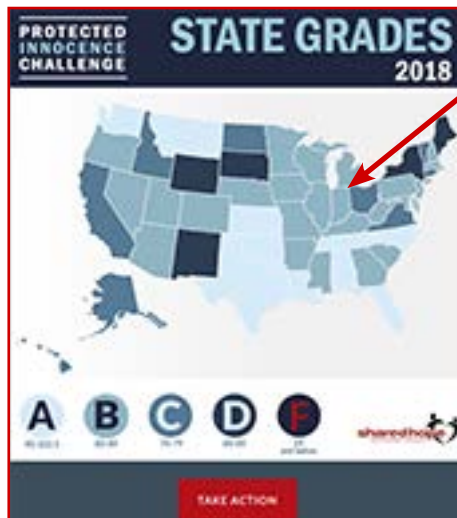 PROTECTED
INNOCENCE
CHALLENGE
STATE GRADES
2018
A
B
C
D
F
sharedhope
TAKE ACTION